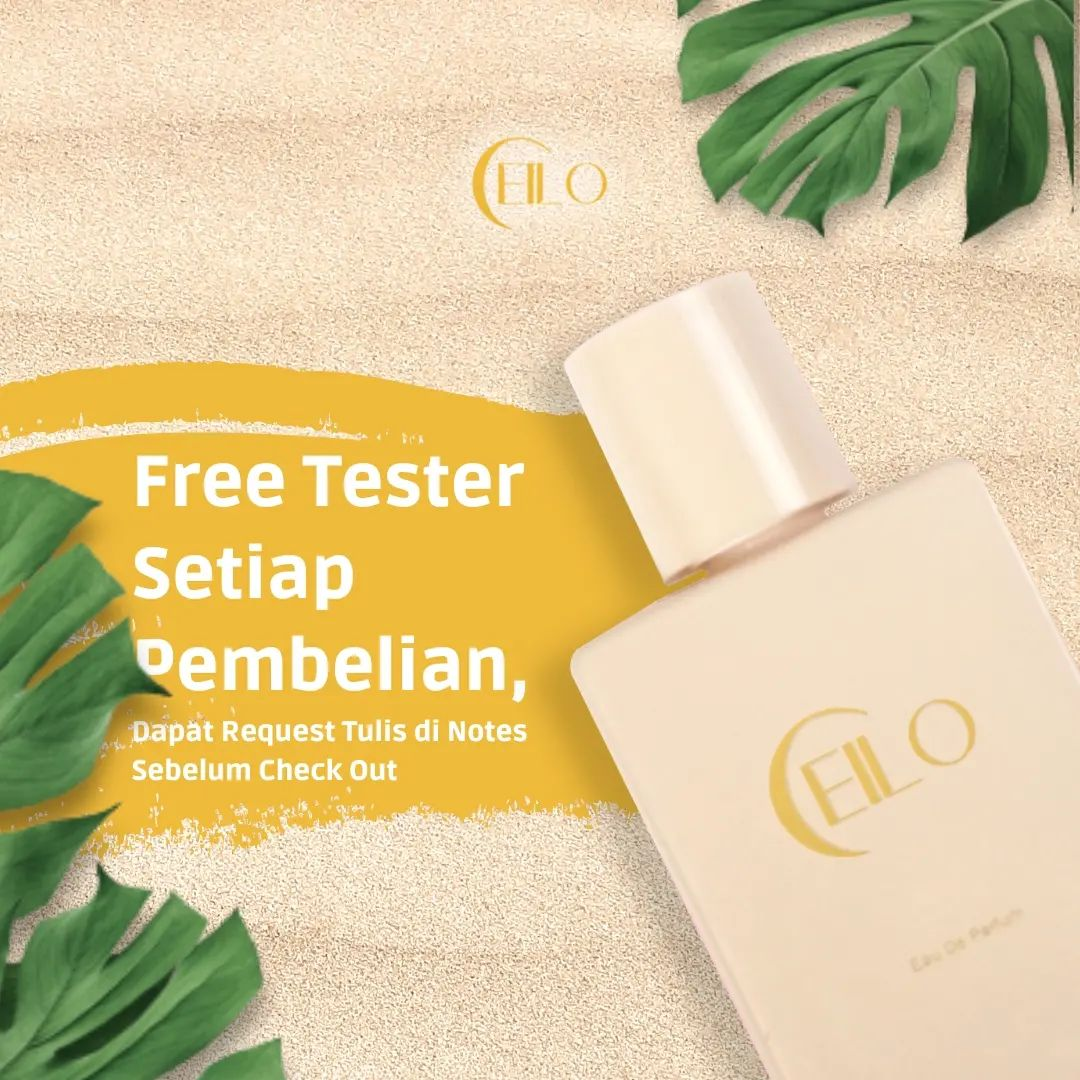 CEILO
Free Tester
Setiap
Pembelian,
Dapat Request Tulis di Notes
Sebelum Check Out
CEILO
Eau De Parfum